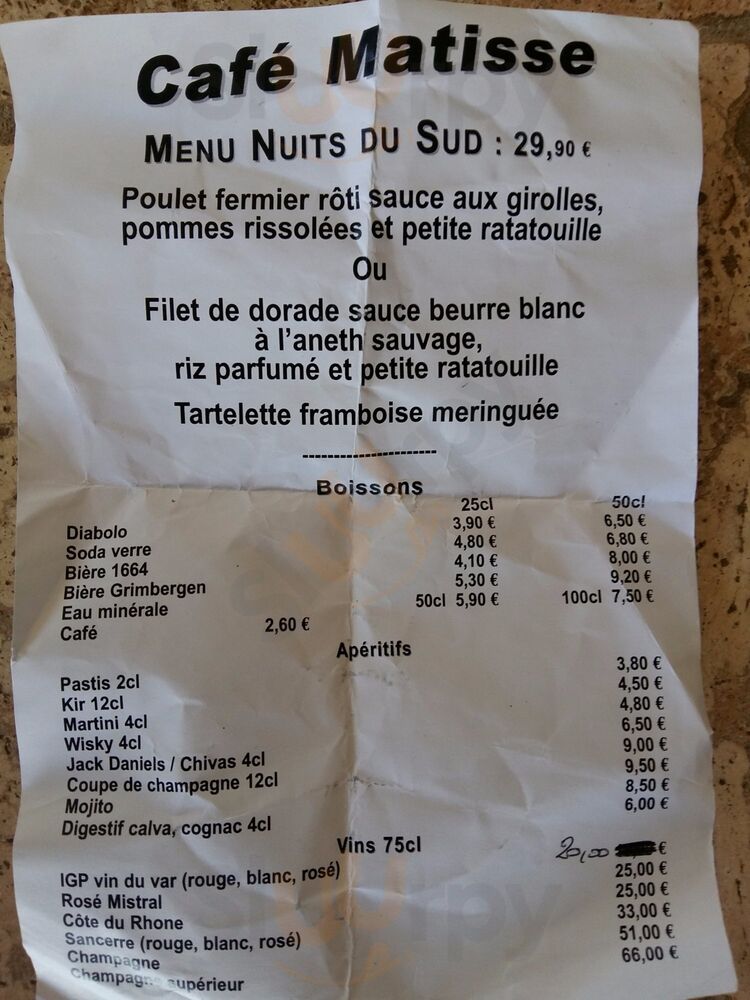 Café Matisse
MENU NUITS DU SUD : 29,90 €
Poulet fermier rôti sauce aux girolles,
pommes rissolées et petite ratatouille
Ou
Filet de dorade sauce beurre blanc
à l'aneth sauvage,
riz parfumé et petite ratatouille
Tartelette framboise meringuée
----------------------
Boissons
25cl 50cl
Diabolo 3,90 € 6,50 €
Soda verre 4,80 € 6,80 €
Bière 1664 4,10 € 8,00 €
Bière Grimbergen 5,30 € 9,20 €
Eau minérale 50cl 5,90 € 100cl 7,50 €
Café 2,60 €
Apéritifs
Pastis 2cl 3,80 €
Kir 12cl 4,50 €
Martini 4cl 4,80 €
Wisky 4cl 6,50 €
Jack Daniels / Chivas 4cl 9,00 €
Coupe de champagne 12cl 9,50 €
Mojito 8,50 €
Digestif calva, cognac 4cl 6,00 €
Vins 75cl
IGP vin du var (rouge, blanc, rosé) 20,00 €
Rosé Mistral 25,00 €
Côte du Rhone 25,00 €
Sancerre (rouge, blanc, rosé) 33,00 €
Champagne 51,00 €
Champagne supérieur 66,00 €